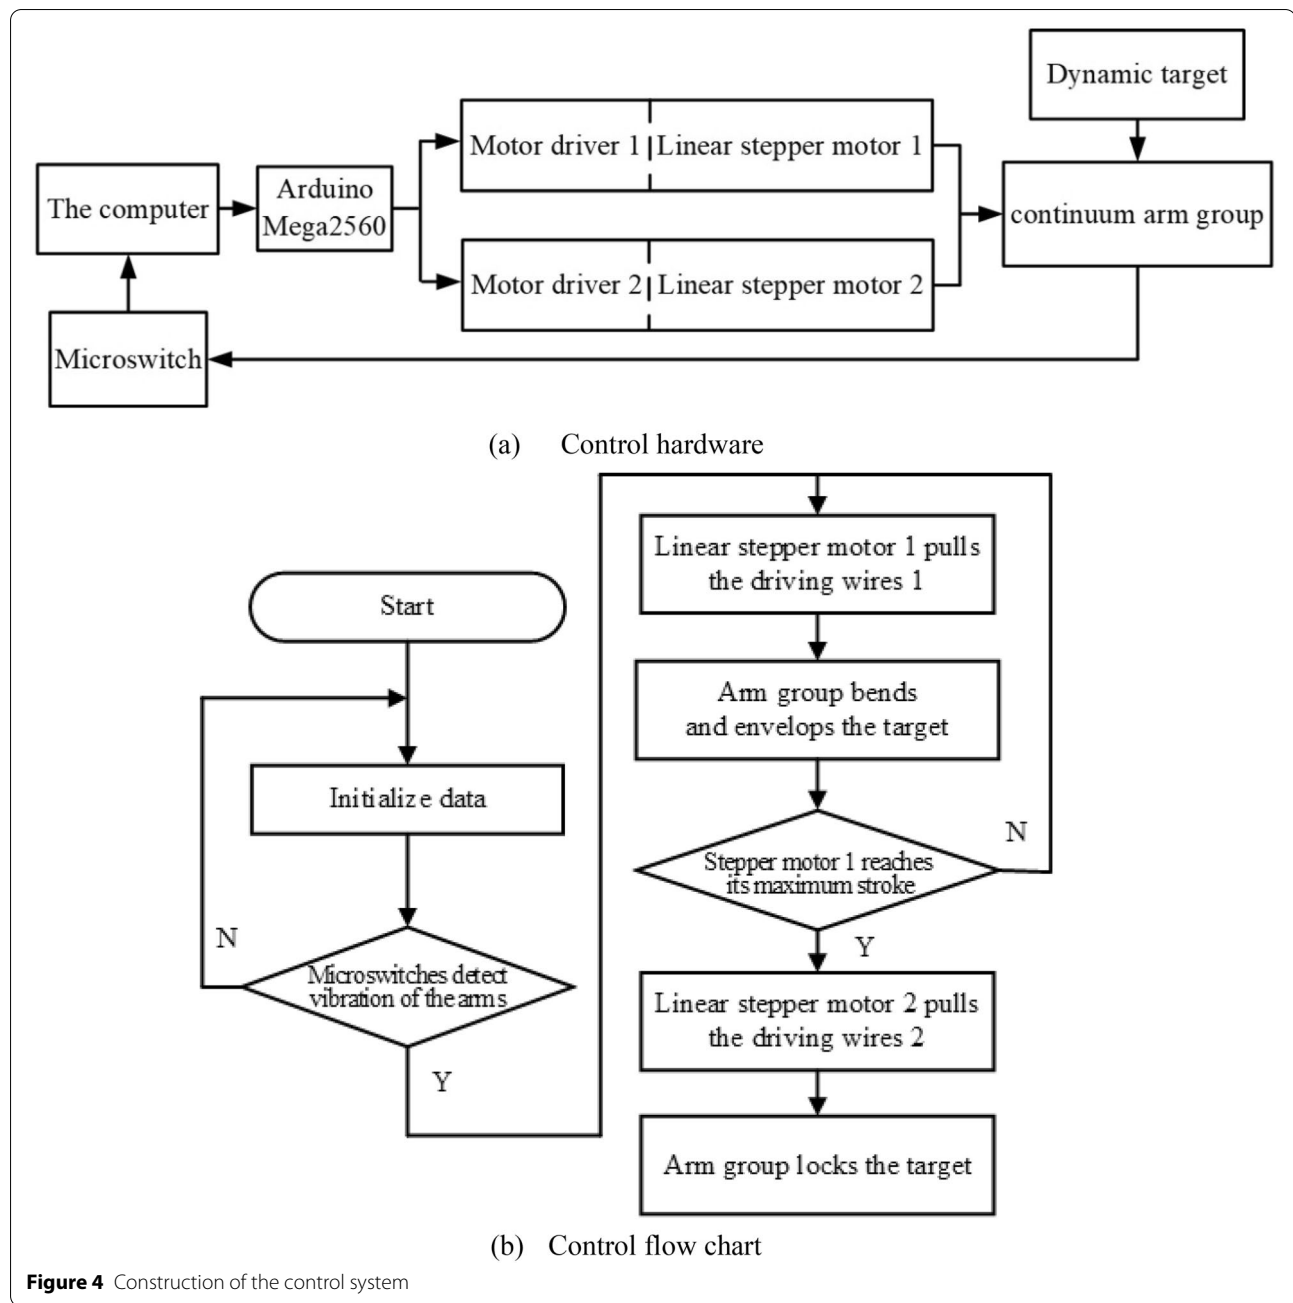 Dynamic target
Motor driver 1 Linear stepper motor 1
The computer
Arduino
Mega2560
continuum arm group
Motor driver 2 Linear stepper motor 2
Microswitch
(a) Control hardware
Start
Initialize data
N
Microswitches detect
vibration of the arms
Y
Linear stepper motor 1 pulls
the driving wires 1
Arm group bends
and envelops the target
N
Stepper motor 1 reaches
its maximum stroke
Y
Linear stepper motor 2 pulls
the driving wires 2
Arm group locks the target
(b) Control flow chart
Figure 4 Construction of the control system